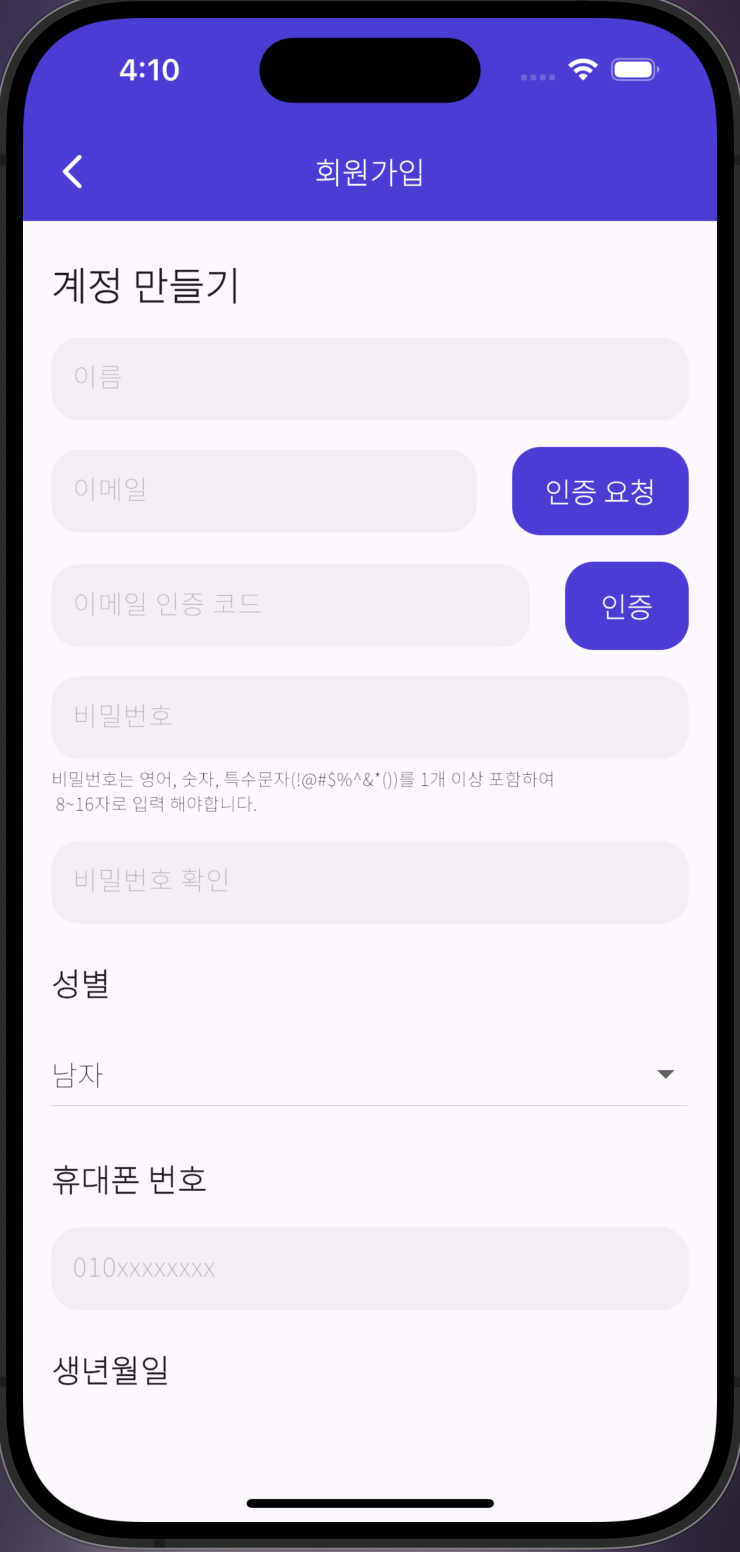 4:10
회원가입
계정 만들기
이름
이메일
인증 요청
이메일 인증 코드
인증
비밀번호
비밀번호는 영어, 숫자, 특수문자(!@#$%^&*())를 1개 이상 포함하여
8~16자로 입력 해야합니다.
비밀번호 확인
성별
남자
휴대폰 번호
010xxxxxxxx
생년월일